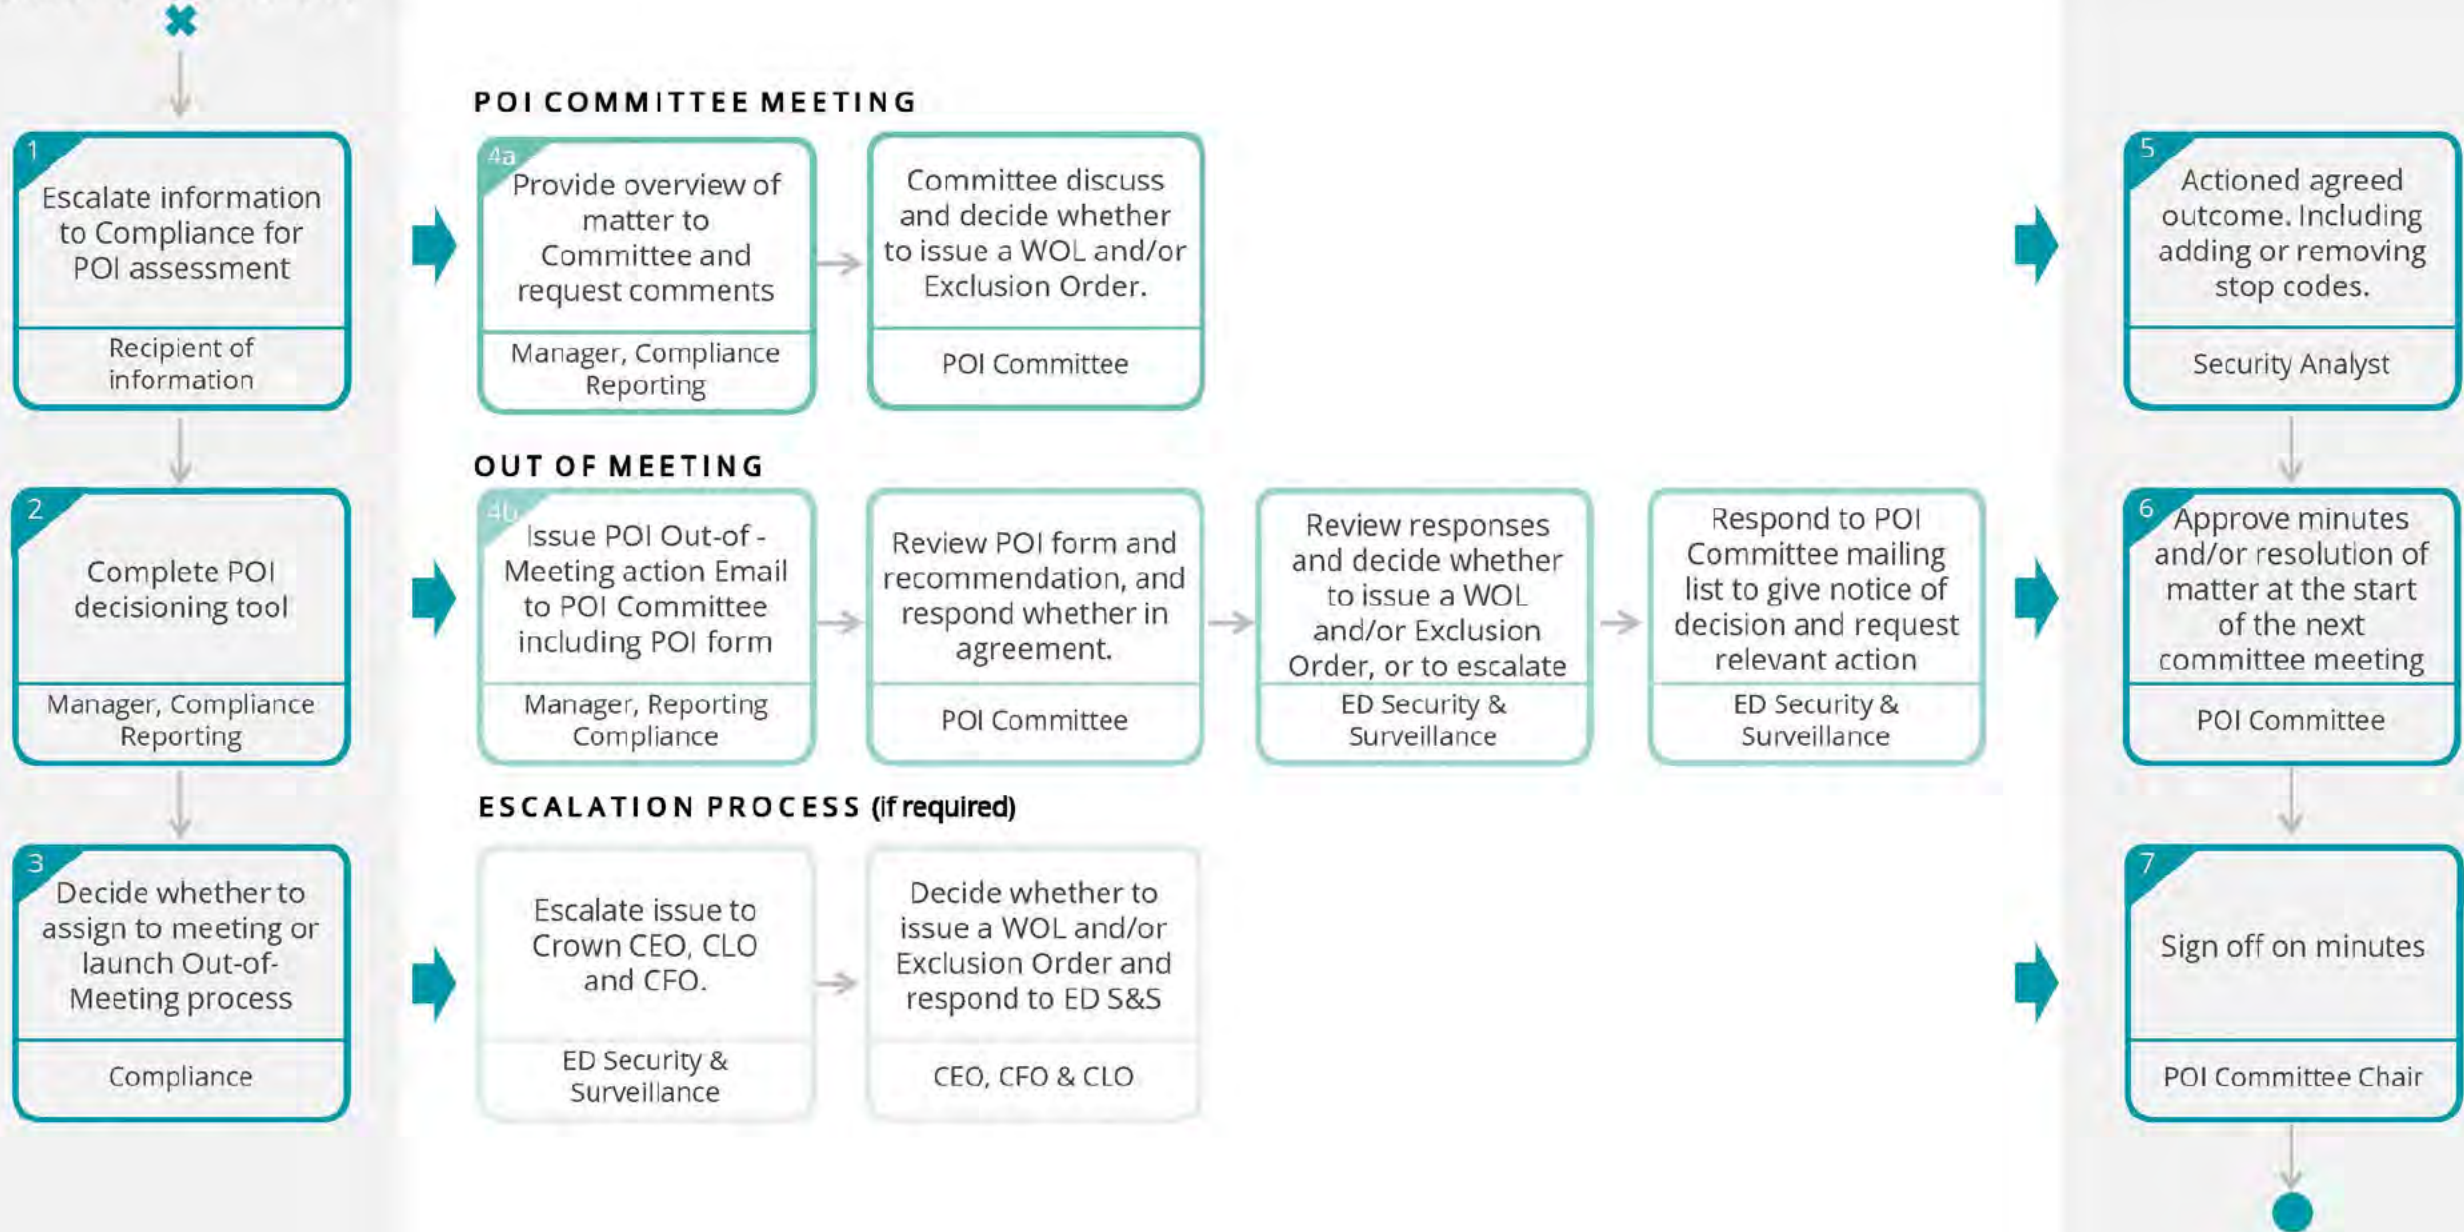 1
Escalate information
to Compliance for
POI assessment
Recipient of
information
2
Complete POI
decisioning tool
Manager, Compliance
Reporting
3
Decide whether to
assign to meeting or
launch Out-of-
Meeting process
Compliance
POI COMMITTEE MEETING
4a
Provide overview of
matter to
Committee and
request comments
Manager, Compliance
Reporting
Committee discuss
and decide whether
to issue a WOL and/or
Exclusion Order.
POI Committee
OUT OF MEETING
4b
Issue POI Out-of -
Meeting action Email
to POI Committee
including POI form
Manager, Reporting
Compliance
Review POI form and
recommendation, and
respond whether in
agreement.
POI Committee
Review responses
and decide whether
to issue a WOL
and/or Exclusion
Order, or to escalate
ED Security &
Surveillance
Respond to POI
Committee mailing
list to give notice of
decision and request
relevant action
ED Security &
Surveillance
ESCALATION PROCESS (if required)
Escalate issue to
Crown CEO, CLO
and CFO.
ED Security &
Surveillance
Decide whether to
issue a WOL and/or
Exclusion Order and
respond to ED S&S
CEO, CFO & CLO
5
Actioned agreed
outcome. Including
adding or removing
stop codes.
Security Analyst
6
Approve minutes
and/or resolution of
matter at the start
of the next
committee meeting
POI Committee
7
Sign off on minutes
POI Committee Chair